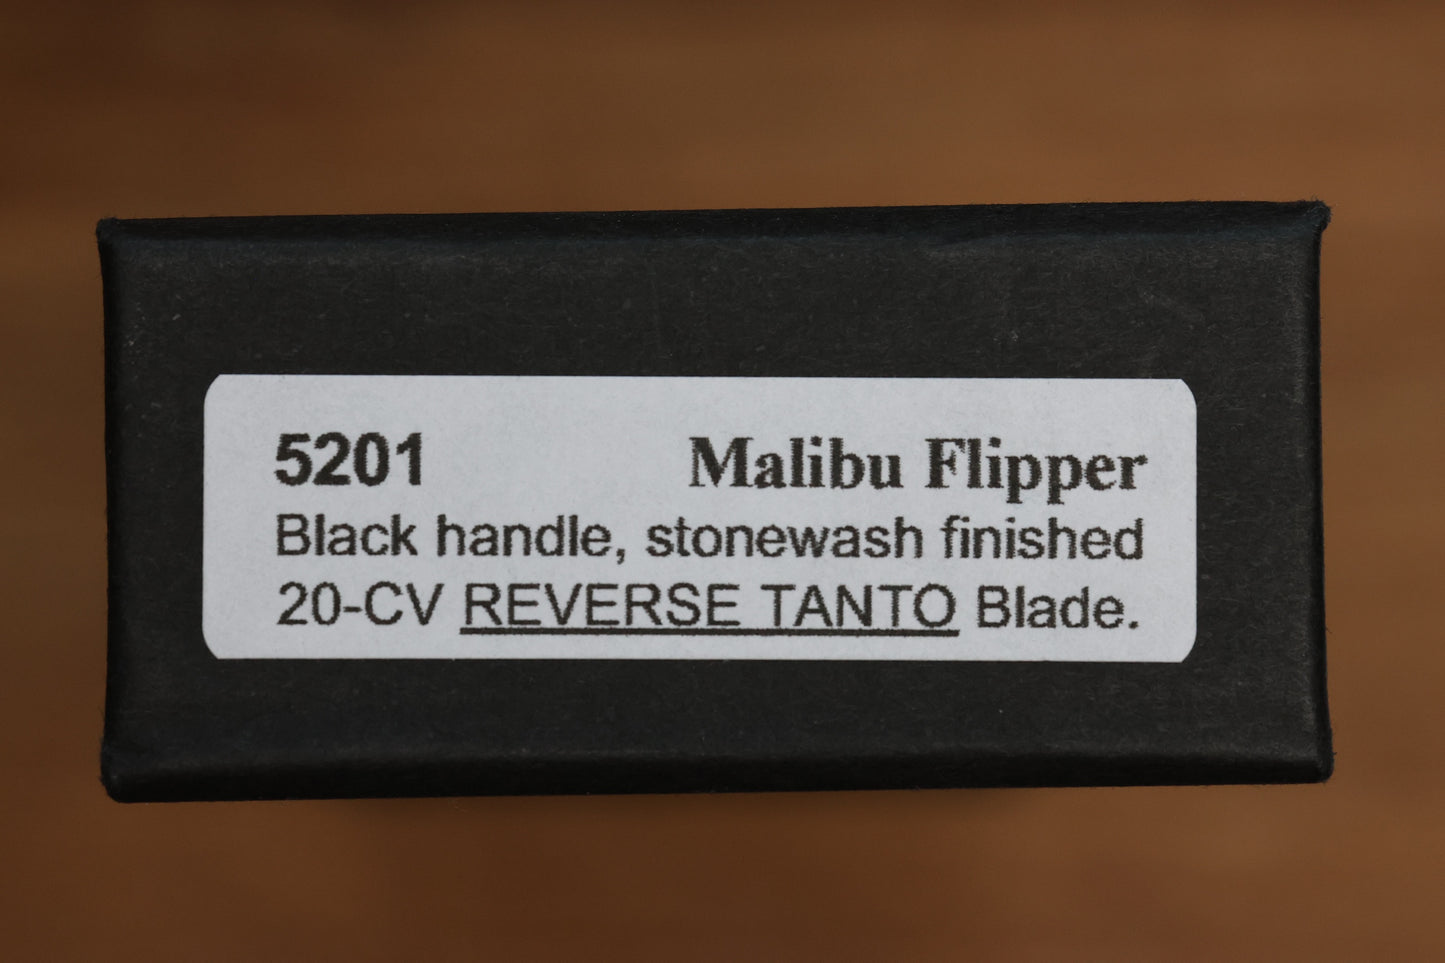 5201 Malibu Flipper
Black handle, stonewash finished
20-CV REVERSE TANTO Blade.